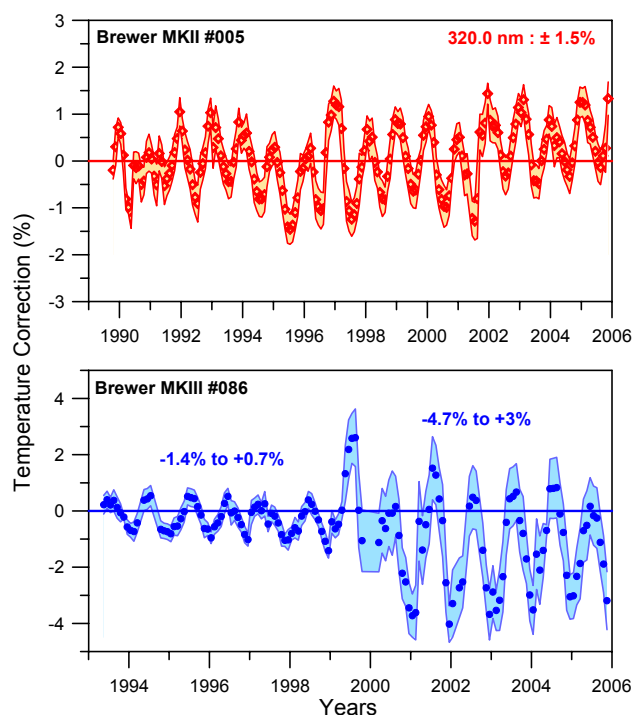 Brewer MKII #005
320.0 nm : ± 1.5%
3
2
1
0
-1
-2
-3
1990 1992 1994 1996 1998 2000 2002 2004 2006
Temperature Correction (%)
Brewer MKIII #086
-4.7% to +3%
-1.4% to +0.7%
4
2
0
-2
-4
1994 1996 1998 2000 2002 2004 2006
Years